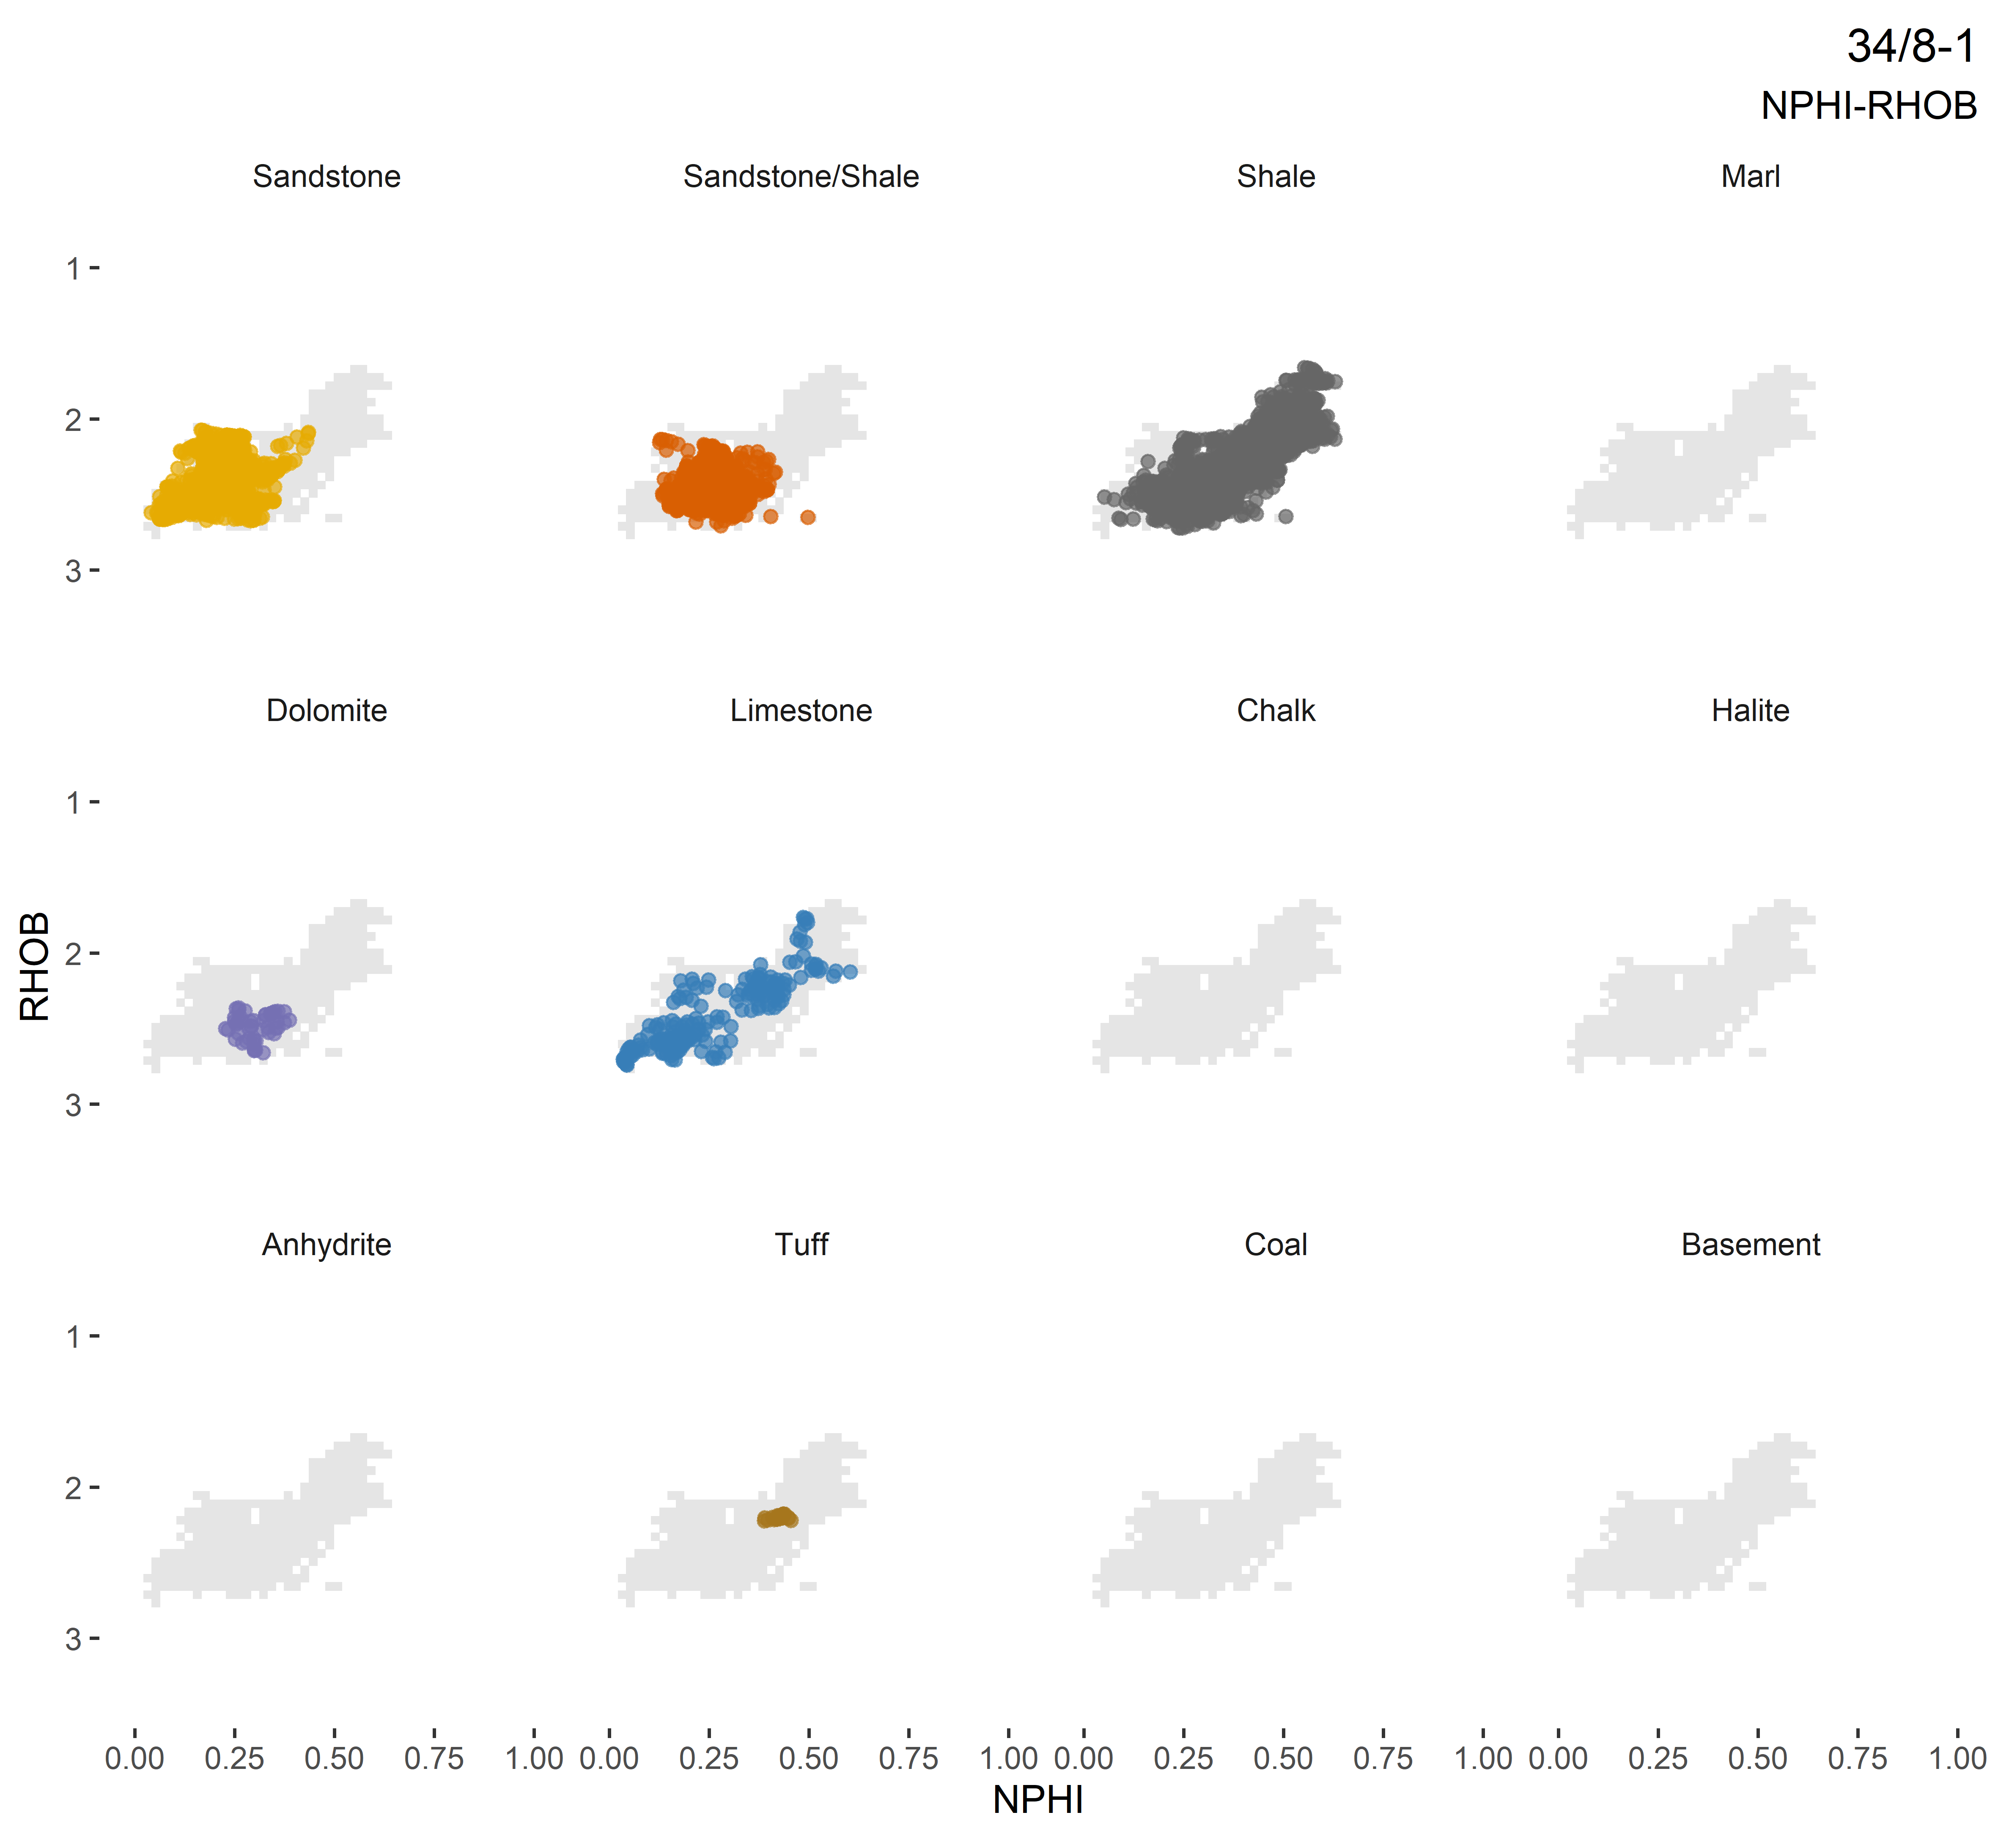 34/8-1
NPHI-RHOB
Sandstone Sandstone/Shale Shale Marl
1
2
3
Dolomite Limestone Chalk Halite
1
2
3
RHOB
Anhydrite Tuff Coal Basement
1
2
3
0.00 0.25 0.50 0.75 1.00 0.00 0.25 0.50 0.75 1.00 0.00 0.25 0.50 0.75 1.00 0.00 0.25 0.50 0.75 1.00
NPHI